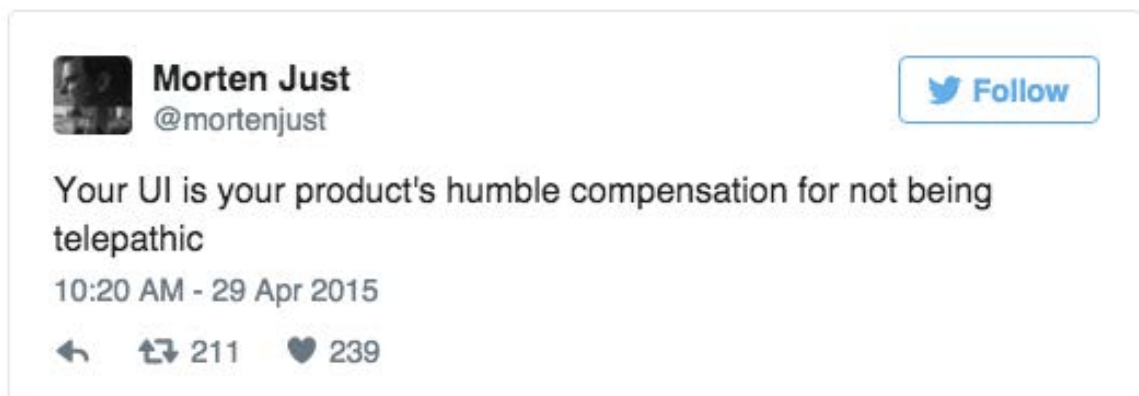 Morten Just
@mortenjust
Follow
Your UI is your product's humble compensation for not being
telepathic
10:20 AM - 29 Apr 2015
211 239